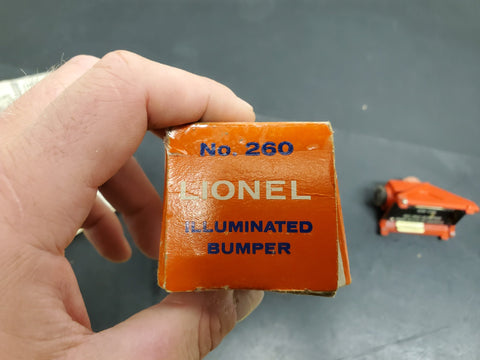 No. 260
LIONEL
ILLUMINATED
BUMPER